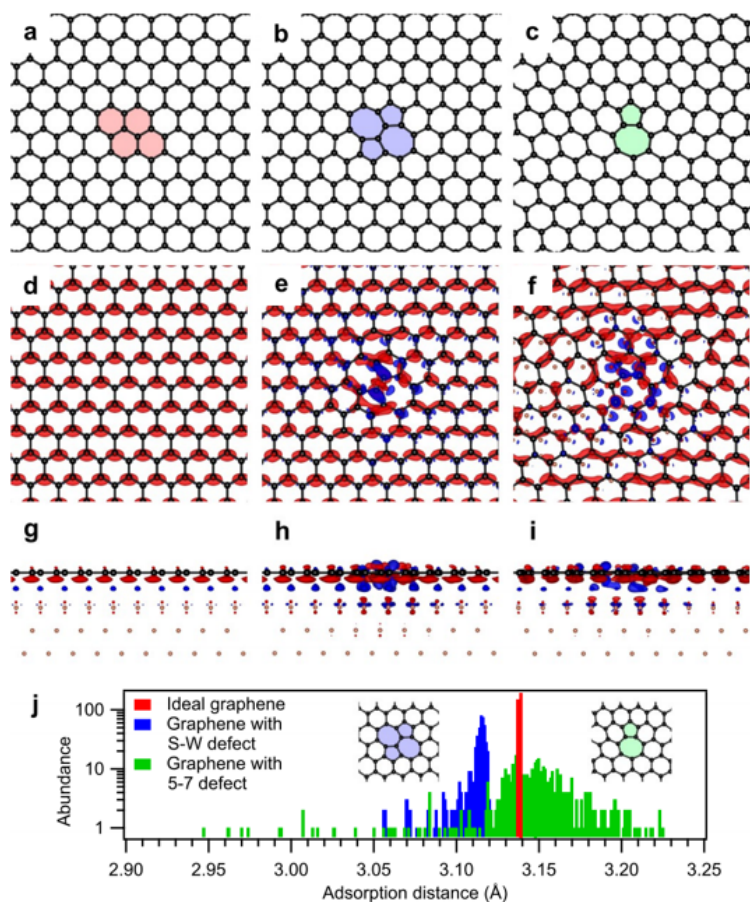 a
b
c
d
e
f
g
h
i
j
Ideal graphene
Graphene with
S-W defect
Graphene with
5-7 defect
Abundance
100
10
1
2.90 2.95 3.00 3.05 3.10 3.15 3.20 3.25
Adsorption distance (Å)